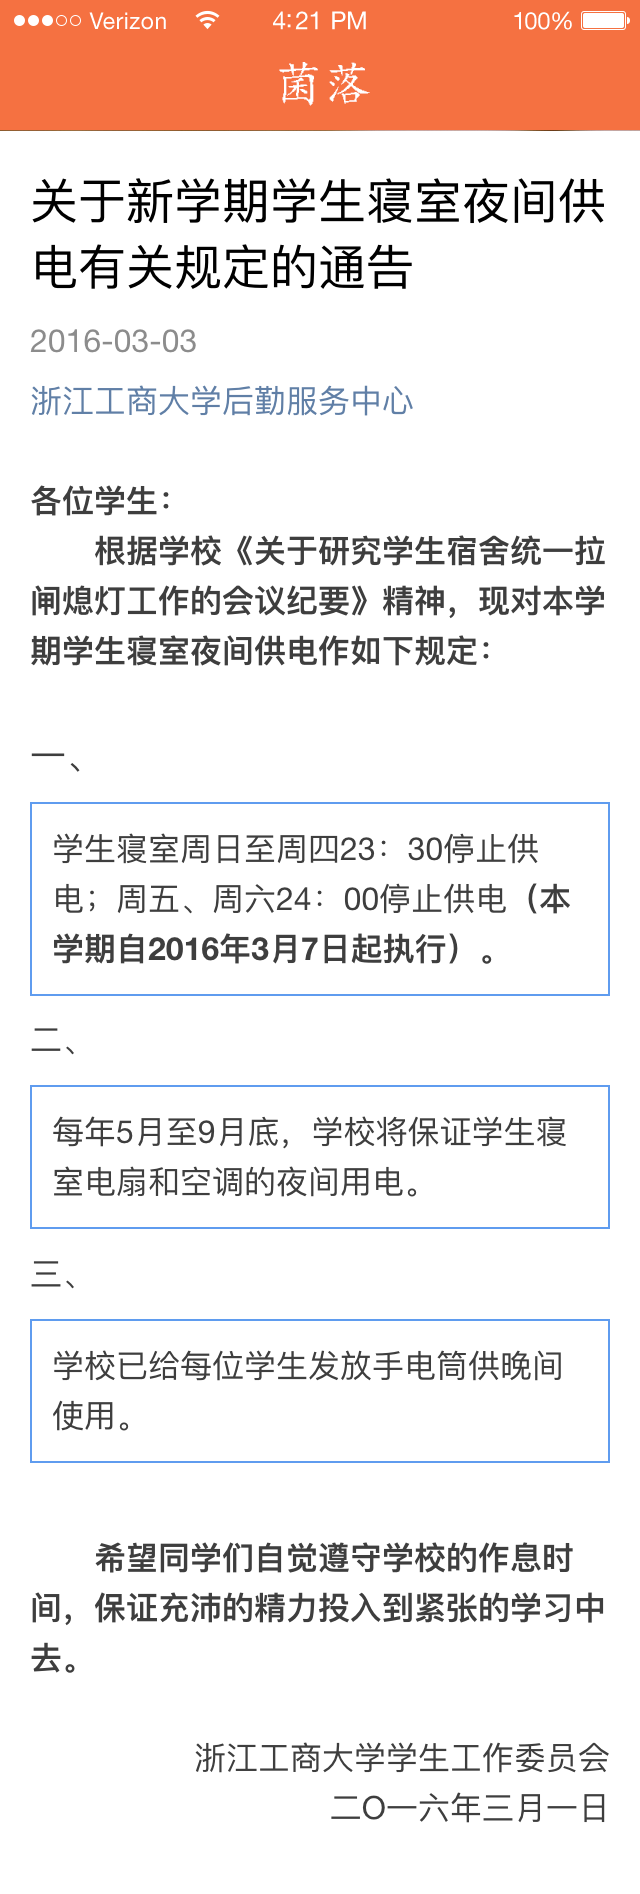 Verizon 4:21 PM 100%
菌落
关于新学期学生寝室夜间供
电有关规定的通告
2016-03-03
浙江工商大学后勤服务中心
各位学生：
根据学校《关于研究学生宿舍统一拉
闸熄灯工作的会议纪要》精神，现对本学
期学生寝室夜间供电作如下规定：
一、
学生寝室周日至周四23：30停止供
电；周五、周六24：00停止供电（本
学期自2016年3月7日起执行）。
二、
每年5月至9月底，学校将保证学生寝
室电扇和空调的夜间用电。
三、
学校已给每位学生发放手电筒供晚间
使用。
希望同学们自觉遵守学校的作息时
间，保证充沛的精力投入到紧张的学习中
去。
浙江工商大学学生工作委员会
二O一六年三月一日